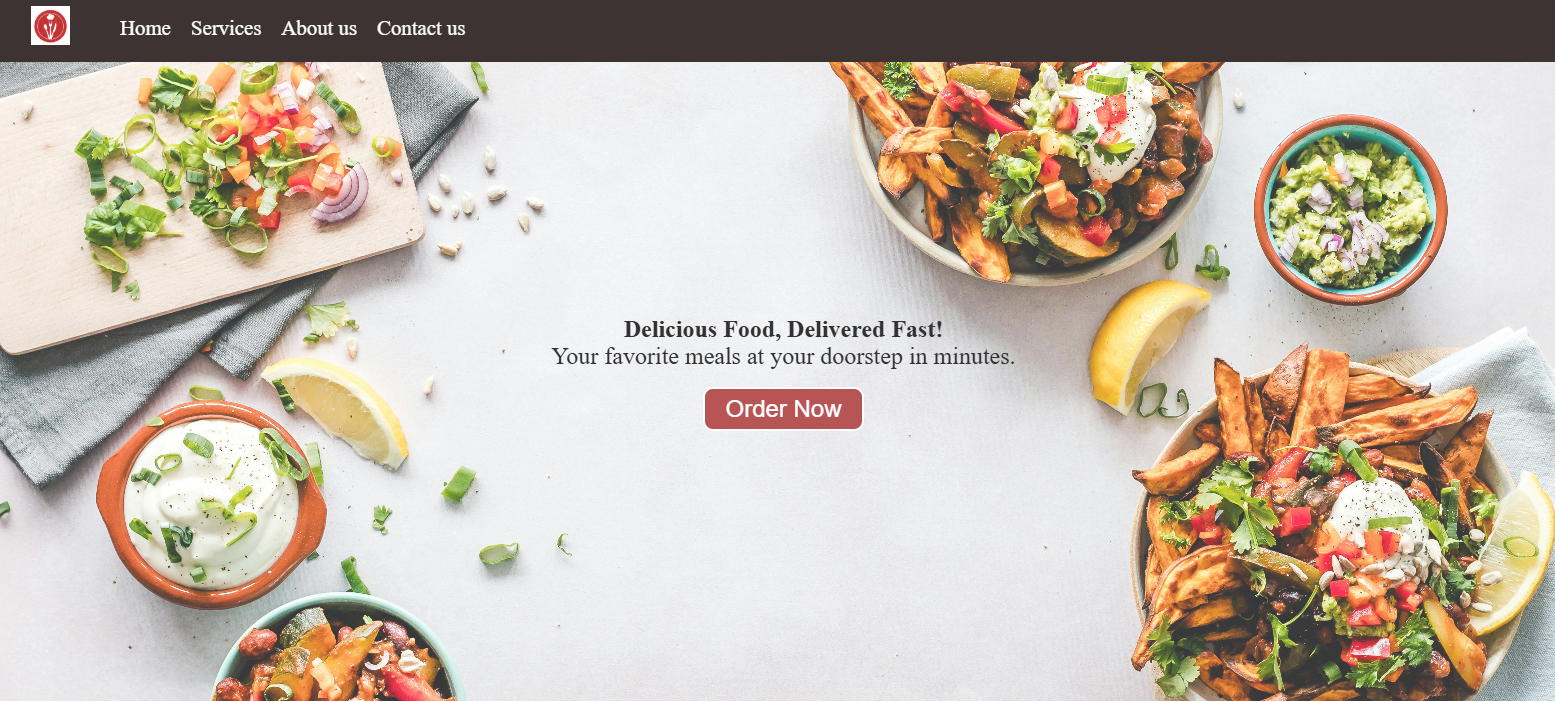 Home Services About us Contact us
Delicious Food, Delivered Fast!
Your favorite meals at your doorstep in minutes.
Order Now